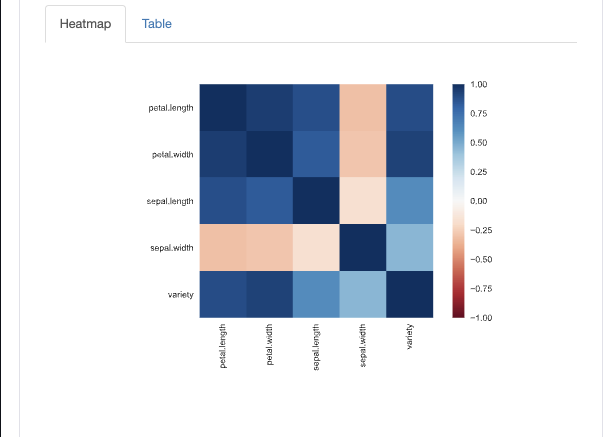 Heatmap Table
petal.length
petal.width
sepal.length
sepal.width
variety
petal.length
petal.width
sepal.length
sepal.width
variety
1.00
0.75
0.50
0.25
0.00
−0.25
−0.50
−0.75
−1.00